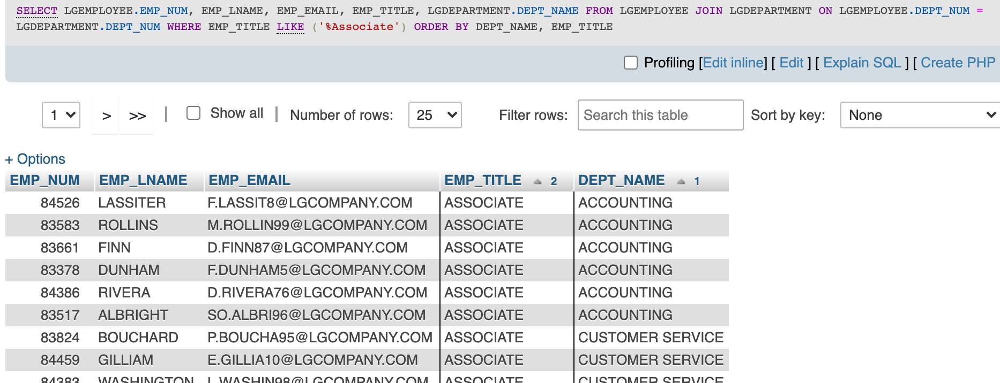 SELECT LGEMPLOYEE.EMP_NUM, EMP_LNAME, EMP_EMAIL, EMP_TITLE, LGDEPARTMENT.DEPT_NAME FROM LGEMPLOYEE JOIN LGDEPARTMENT ON LGEMPLOYEE.DEPT_NUM =
LGDEPARTMENT.DEPT_NUM WHERE EMP_TITLE LIKE ('%Associate') ORDER BY DEPT_NAME, EMP_TITLE
Profiling [Edit inline] [ Edit ] [ Explain SQL ] [ Create PHP
1 > >> | Show all | Number of rows: 25 Filter rows: Search this table Sort by key: None
+ Options
EMP_NUM EMP_LNAME EMP_EMAIL EMP_TITLE 2 DEPT_NAME 1
84526 LASSITER F.LASSIT8@LGCOMPANY.COM ASSOCIATE ACCOUNTING
83583 ROLLINS M.ROLLIN99@LGCOMPANY.COM ASSOCIATE ACCOUNTING
83661 FINN D.FINN87@LGCOMPANY.COM ASSOCIATE ACCOUNTING
83378 DUNHAM F.DUNHAM5@LGCOMPANY.COM ASSOCIATE ACCOUNTING
84386 RIVERA D.RIVERA76@LGCOMPANY.COM ASSOCIATE ACCOUNTING
83517 ALBRIGHT SO.ALBRI96@LGCOMPANY.COM ASSOCIATE ACCOUNTING
83824 BOUCHARD P.BOUCHA95@LGCOMPANY.COM ASSOCIATE CUSTOMER SERVICE
84459 GILLIAM E.GILLIA10@LGCOMPANY.COM ASSOCIATE CUSTOMER SERVICE
84383 WASHINGTON L.WASHIN98@LGCOMPANY.COM ASSOCIATE CUSTOMER SERVICE